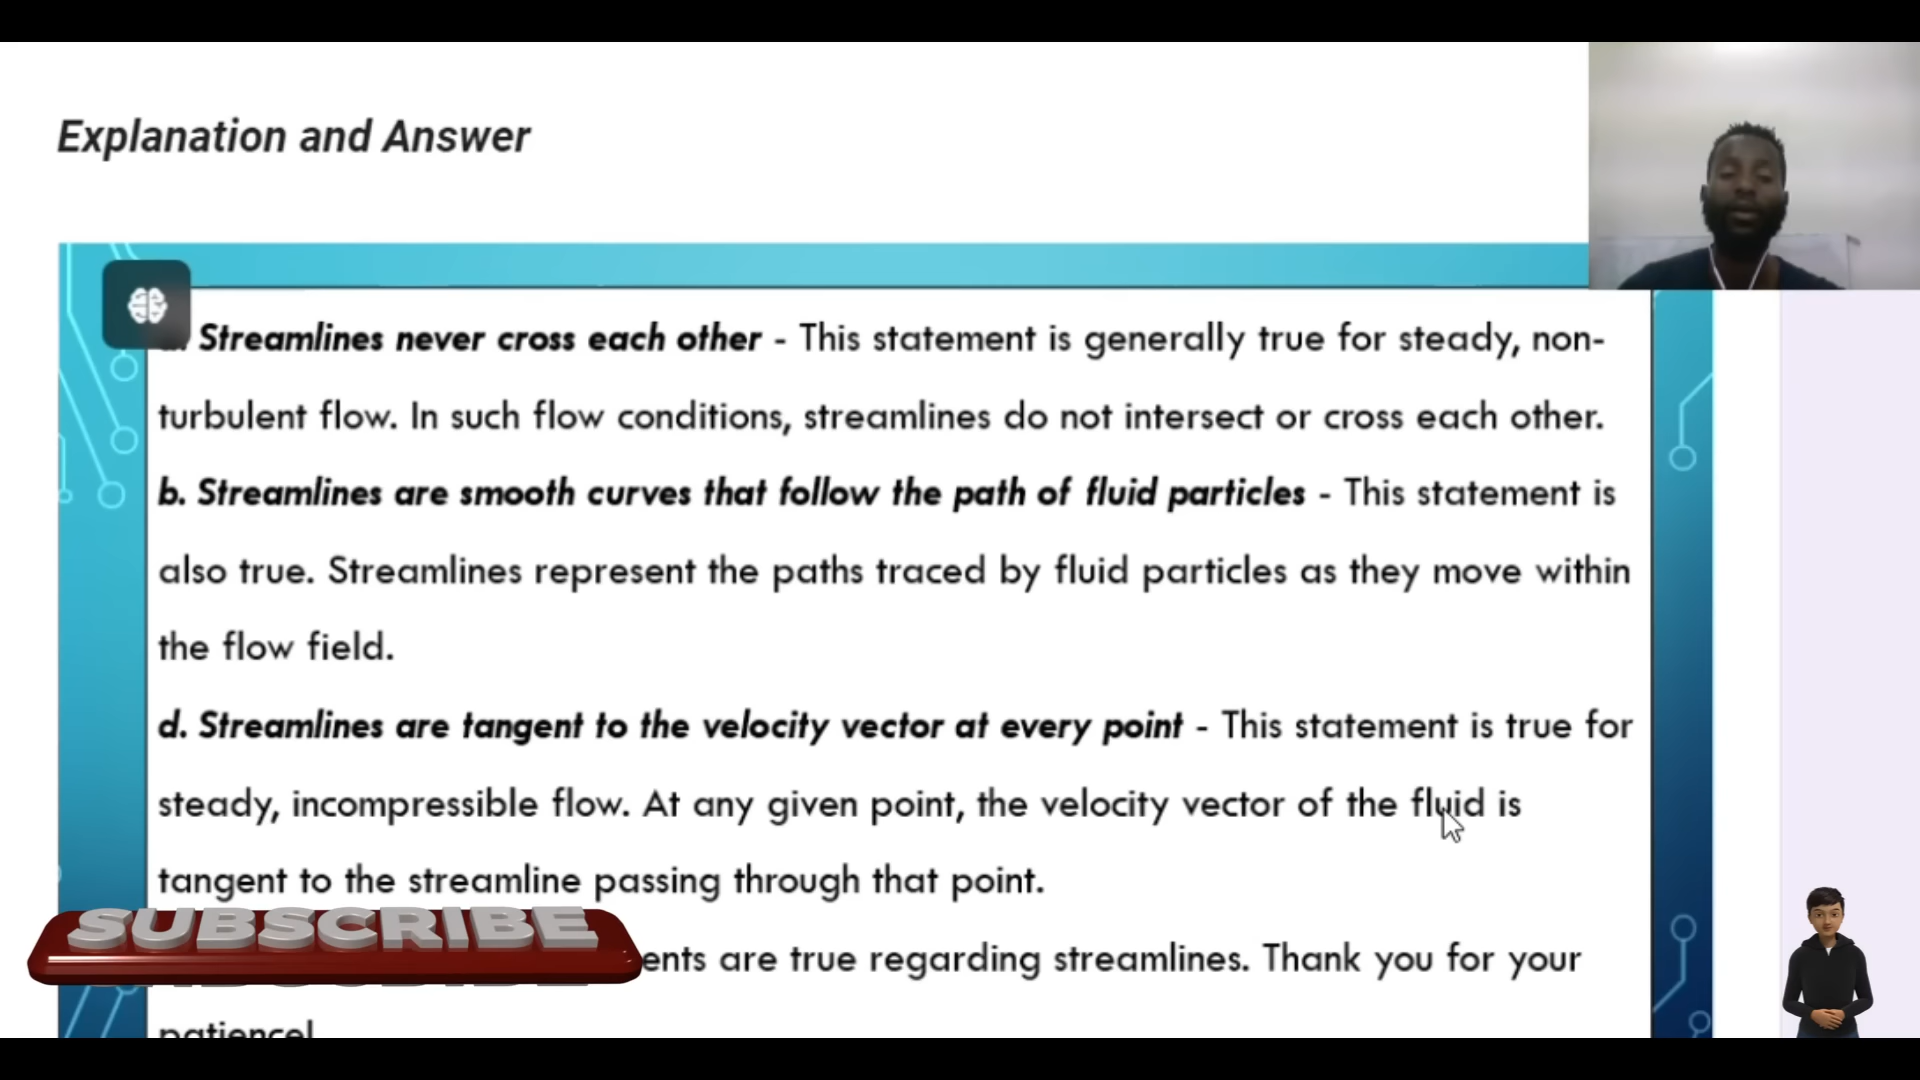 Explanation and Answer
Streamlines never cross each other - This statement is generally true for steady, non-
turbulent flow. In such flow conditions, streamlines do not intersect or cross each other.
b. Streamlines are smooth curves that follow the path of fluid particles - This statement is
also true. Streamlines represent the paths traced by fluid particles as they move within
the flow field.
d. Streamlines are tangent to the velocity vector at every point - This statement is true for
steady, incompressible flow. At any given point, the velocity vector of the fluid is
tangent to the streamline passing through that point.
SUBSCRIBE
ents are true regarding streamlines. Thank you for your
patience!